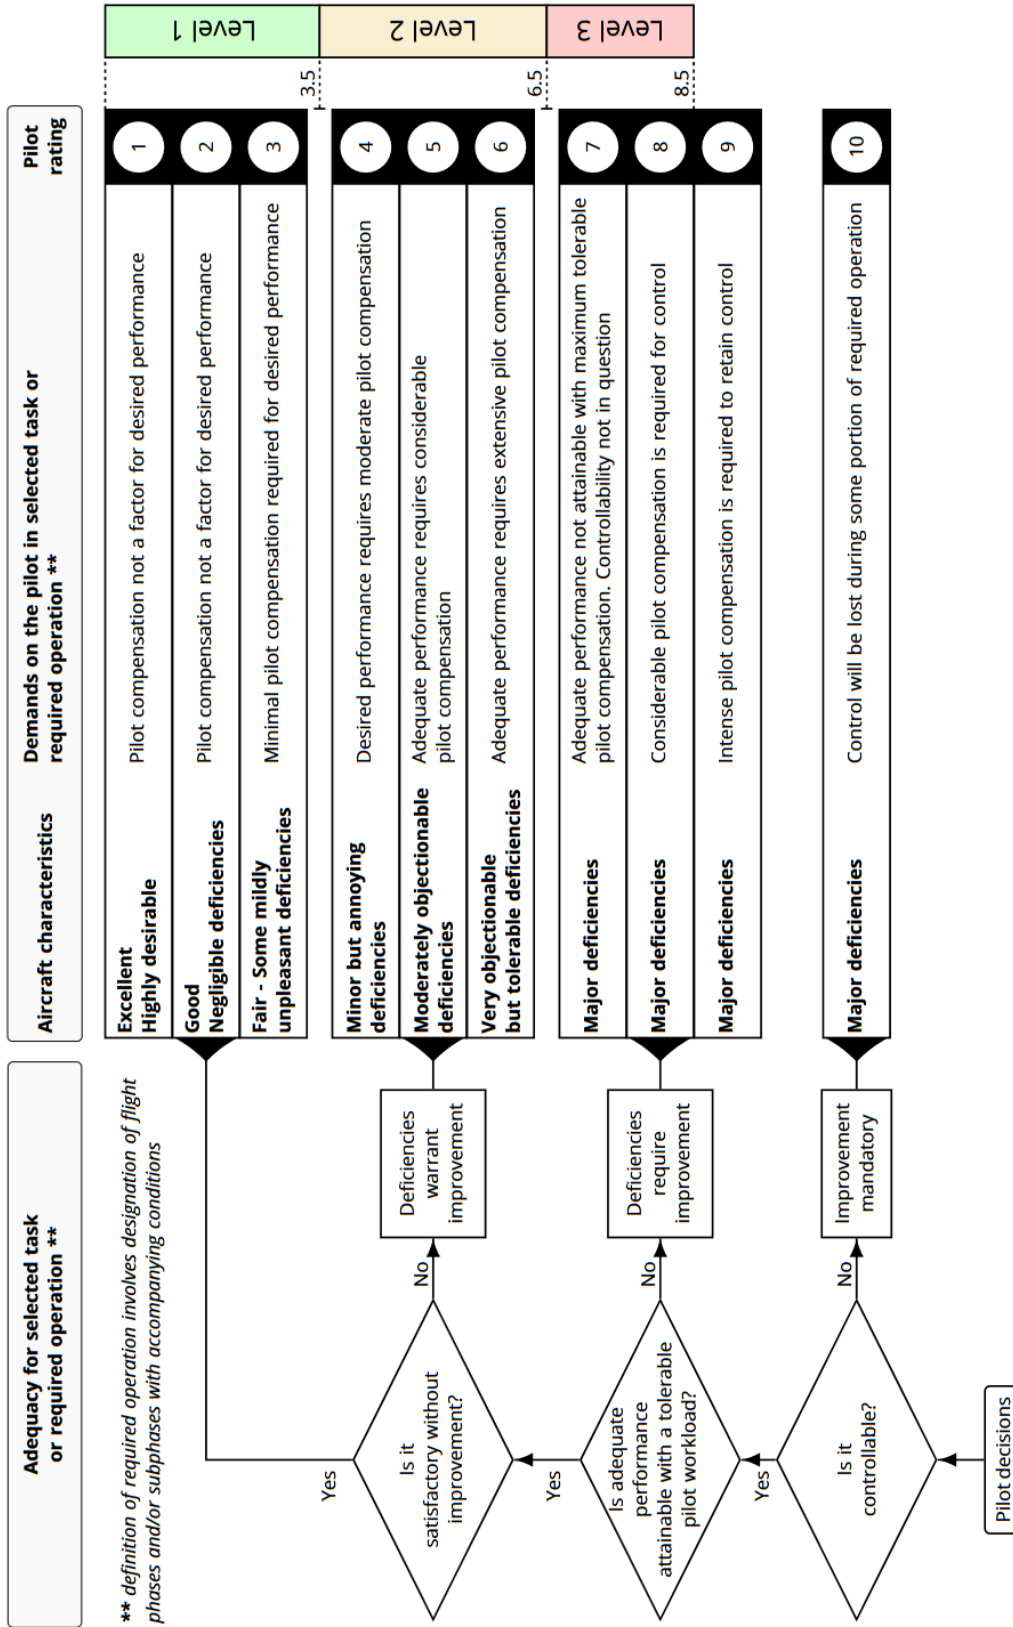 Adequacy for selected task
or required operation **
Aircraft characteristics
Demands on the pilot in selected task or
required operation **
Pilot
rating
** definition of required operation involves designation of flight
phases and/or subphases with accompanying conditions
Excellent
Highly desirable
Pilot compensation not a factor for desired performance
1
Good
Negligible deficiencies
Pilot compensation not a factor for desired performance
2
Fair - Some mildly
unpleasant deficiencies
Minimal pilot compensation required for desired performance
3
Level 1
3.5
Yes
Is it
satisfactory without
improvement?
No
Deficiencies
warrant
improvement
Minor but annoying
deficiencies
Desired performance requires moderate pilot compensation
4
Moderately objectionable
deficiencies
Adequate performance requires considerable
pilot compensation
5
Very objectionable
but tolerable deficiencies
Adequate performance requires extensive pilot compensation
6
Level 2
6.5
Yes
Is adequate
performance
attainable with a tolerable
pilot workload?
No
Deficiencies
require
improvement
Major deficiencies
Adequate performance not attainable with maximum tolerable
pilot compensation. Controllability not in question
7
Major deficiencies
Considerable pilot compensation is required for control
8
Major deficiencies
Intense pilot compensation is required to retain control
9
Level 3
8.5
Yes
Is it
controllable?
No
Improvement
mandatory
Major deficiencies
Control will be lost during some portion of required operation
10
Pilot decisions